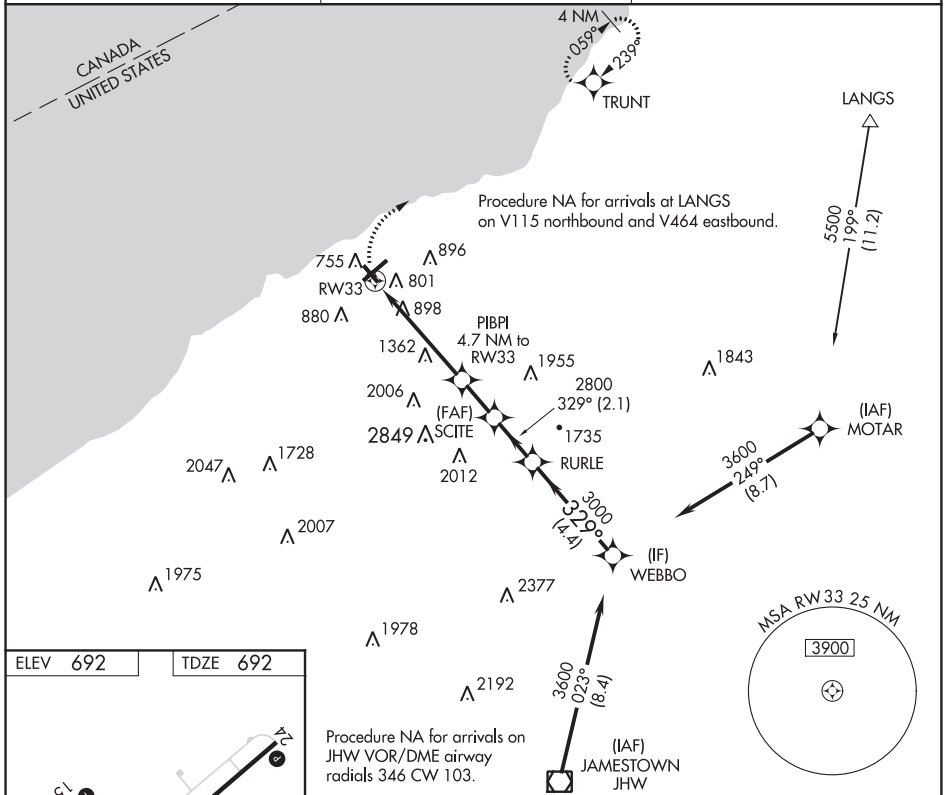 4 NM
059°
239°
CANADA
UNITED STATES
TRUNT
LANGS
Procedure NA for arrivals at LANGS
on V115 northbound and V464 eastbound.
5500
199°
(11.2)
755
896
RW33
801
880
898
PIBPI
4.7 NM to
RW33
1362
1955
1843
2006
2800
329° (2.1)
(FAF)
SCITE
2849
1735
(IAF)
MOTAR
RURLE
2012
3600
249°
(8.7)
2047
1728
3000
329°
(4.4)
2007
(IF)
WEBBO
1975
2377
MSA RW33 25 NM
3900
1978
ELEV 692
TDZE 692
2192
3600
023°
(8.4)
24
P
15
Procedure NA for arrivals on
JHW VOR/DME airway
radials 346 CW 103.
(IAF)
JAMESTOWN
JHW